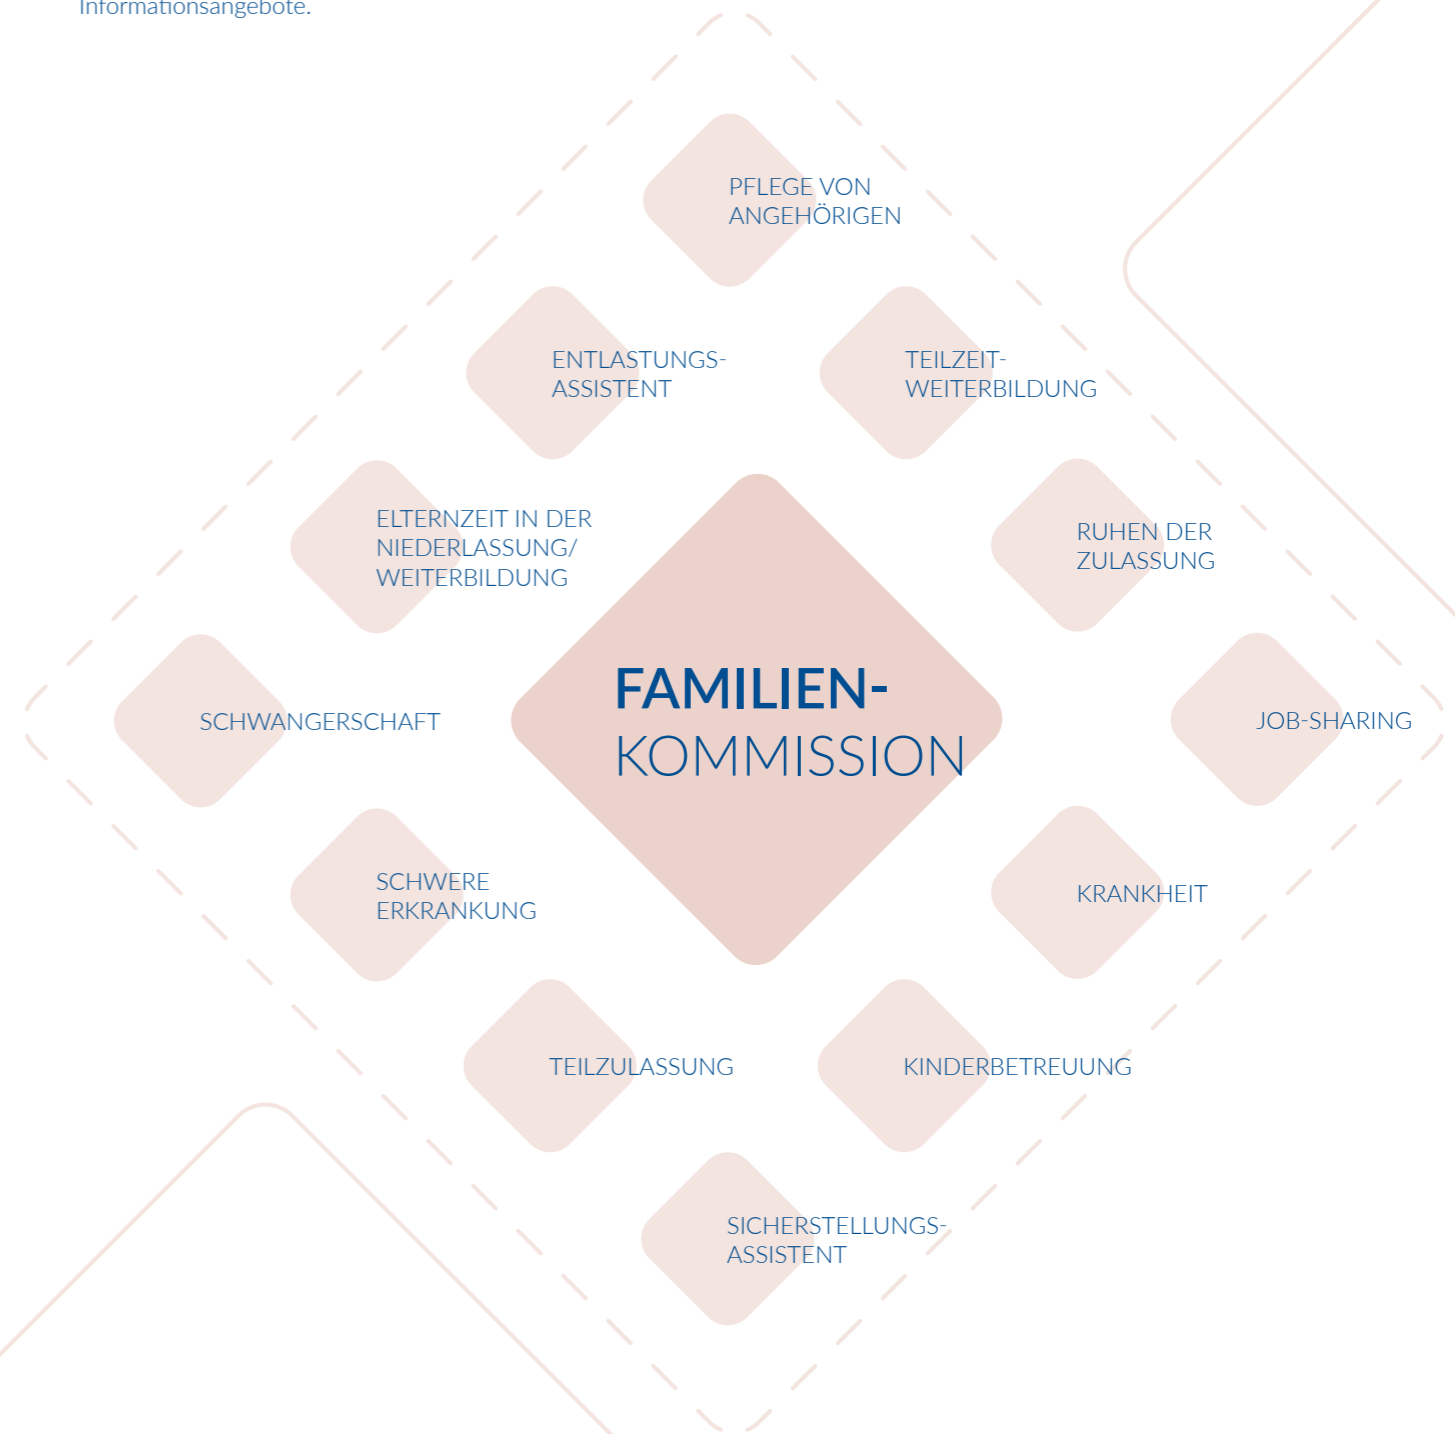 Informationsangebote.
PFLEGE VON
ANGEHÖRIGEN
ENTLASTUNGS-
ASSISTENT
TEILZEIT-
WEITERBILDUNG
ELTERNZEIT IN DER
NIEDERLASSUNG/
WEITERBILDUNG
RUHEN DER
ZULASSUNG
FAMILIEN-
KOMMISSION
SCHWANGERSCHAFT
JOB-SHARING
SCHWERE
ERKRANKUNG
KRANKHEIT
TEILZULASSUNG
KINDERBETREUUNG
SICHERSTELLUNGS-
ASSISTENT